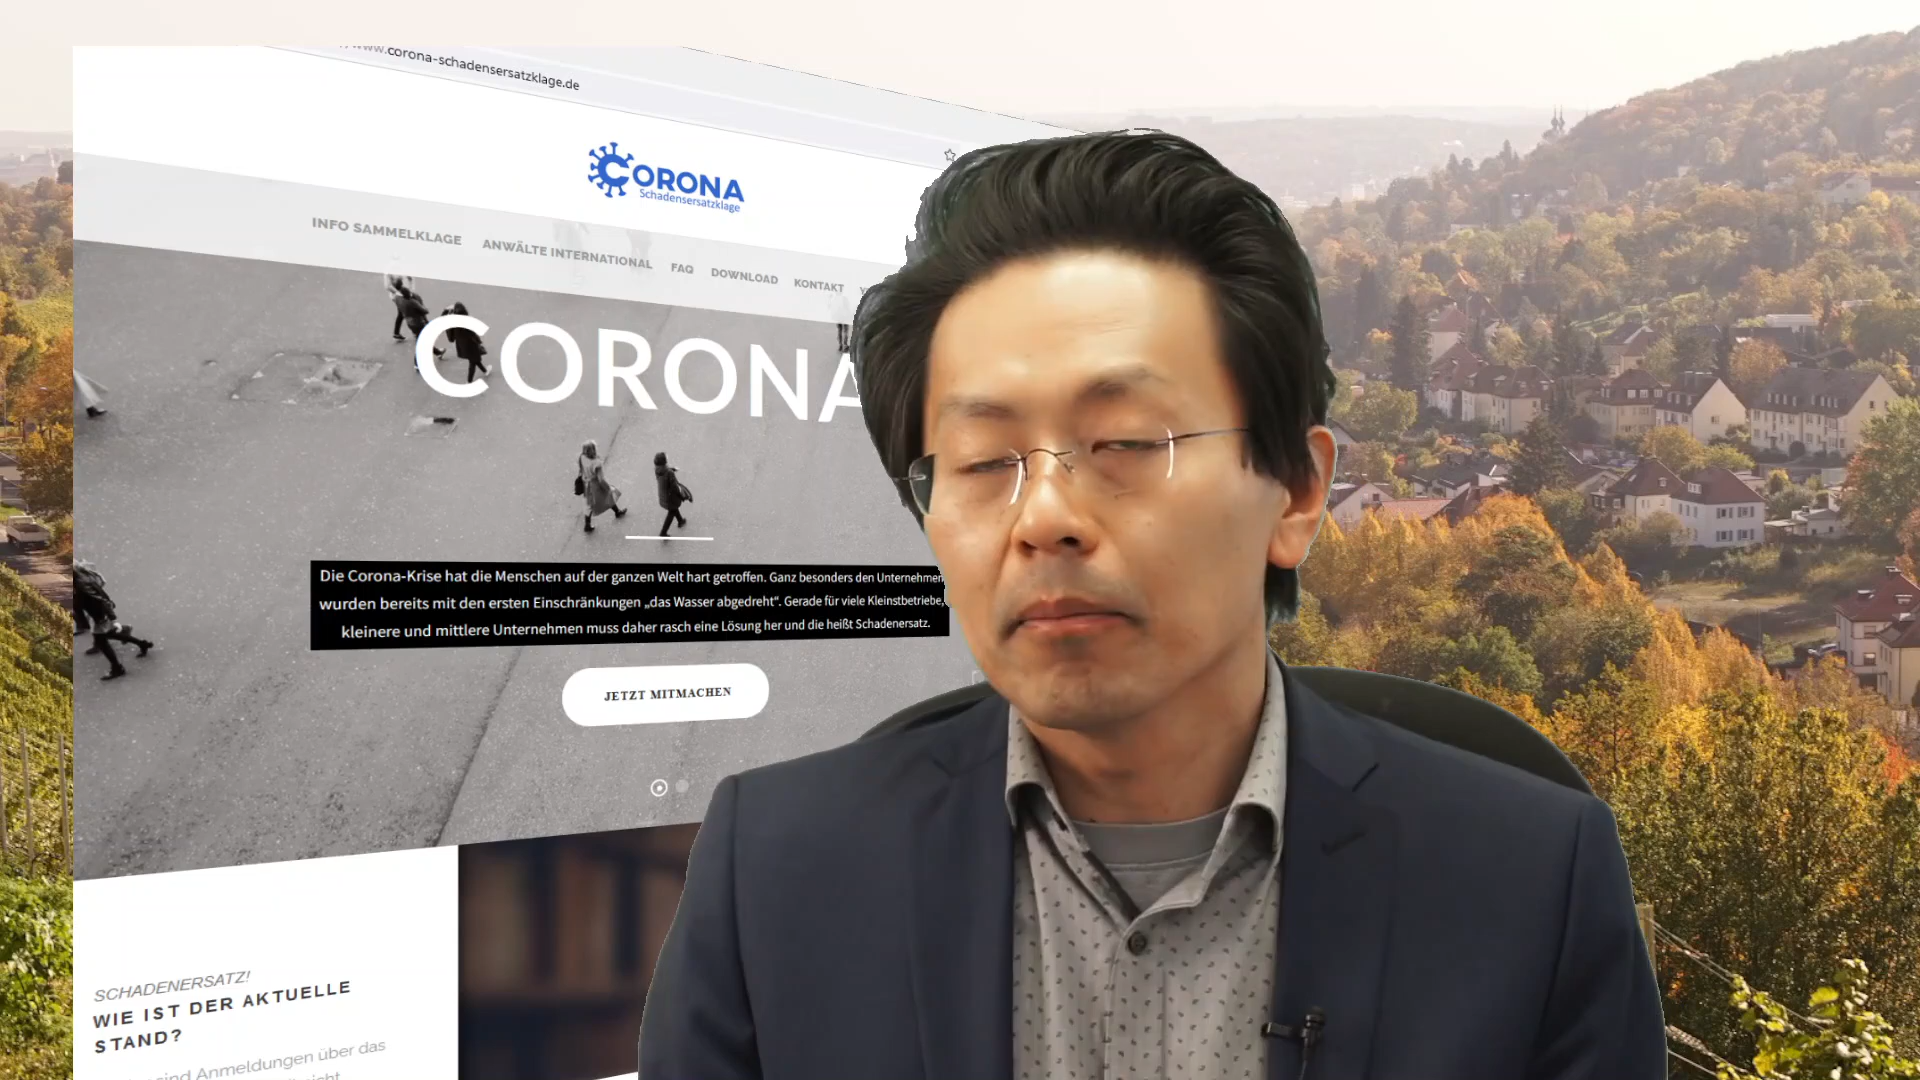 www.corona-schadensersatzklage.de
CORONA
Schadensersatzklage
INFO SAMMELKLAGE ANWÄLTE INTERNATIONAL FAQ DOWNLOAD KONTAKT
CORONA
Die Corona-Krise hat die Menschen auf der ganzen Welt hart getroffen. Ganz besonders den Unternehmen
wurden bereits mit den ersten Einschränkungen „das Wasser abgedreht“. Gerade für viele Kleinstbetriebe,
kleinere und mittlere Unternehmen muss daher rasch eine Lösung her und die heißt Schadenersatz.
JETZT MITMACHEN
SCHADENERSATZ!
WIE IST DER AKTUELLE
STAND?
sind Anmeldungen über das